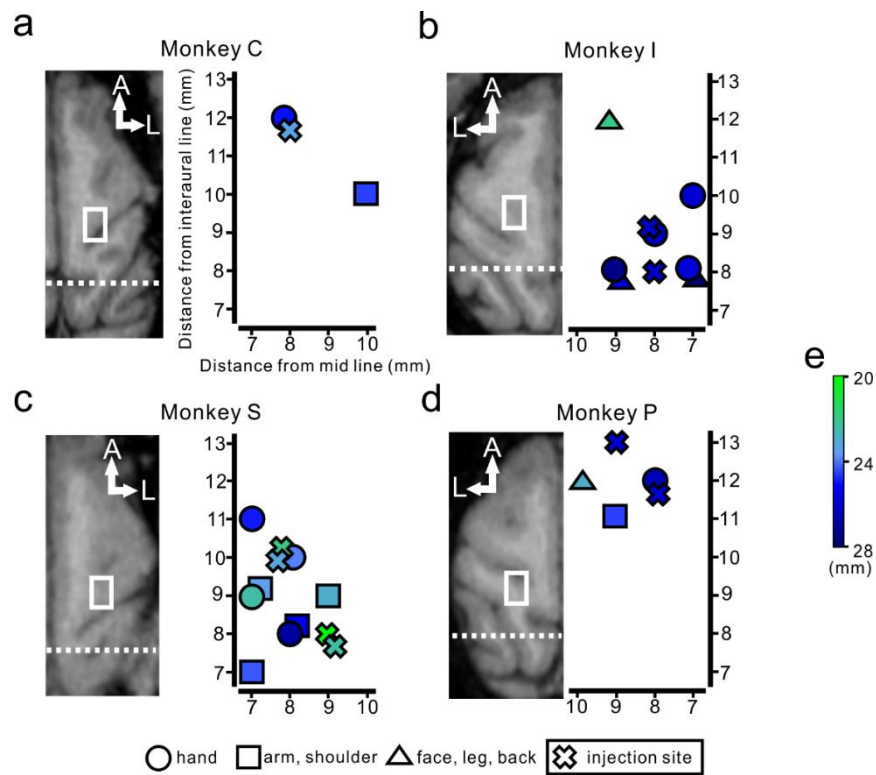 a
Monkey C
A
L
Distance from interaural line (mm)
13
12
11
10
9
8
7
7 8 9 10
Distance from mid line (mm)
b
Monkey I
A
L
13
12
11
10
9
8
7
10 9 8 7
c
Monkey S
A
L
13
12
11
10
9
8
7
7 8 9 10
d
Monkey P
A
L
13
12
11
10
9
8
7
10 9 8 7
e
20
24
28
(mm)
hand arm, shoulder face, leg, back injection site